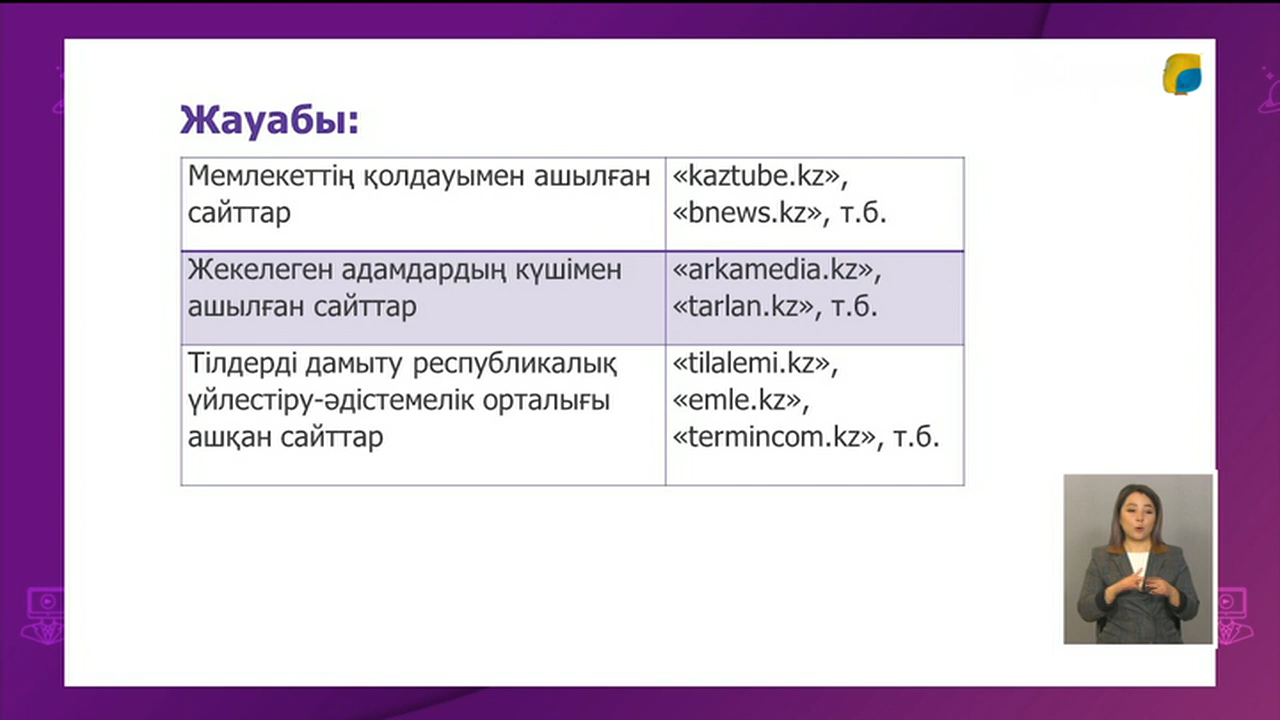 Жауабы:
Мемлекеттің қолдауымен ашылған
сайттар
«kaztube.kz»,
«bnews.kz», т.б.
Жекелеген адамдардың күшімен
ашылған сайттар
«arkamedia.kz»,
«tarlan.kz», т.б.
Тілдерді дамыту республикалық
үйлестіру-әдістемелік орталығы
ашқан сайттар
«tilalemi.kz»,
«emle.kz»,
«termincom.kz», т.б.